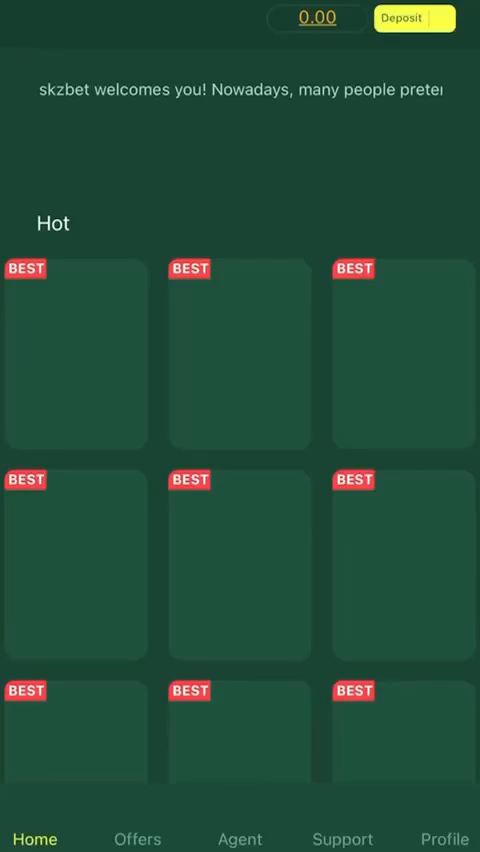 0.00
Deposit
skzbet welcomes you! Nowadays, many people
Hot
BEST BEST BEST
BEST BEST BEST
BEST BEST BEST
Home Offers Agent Support Profile